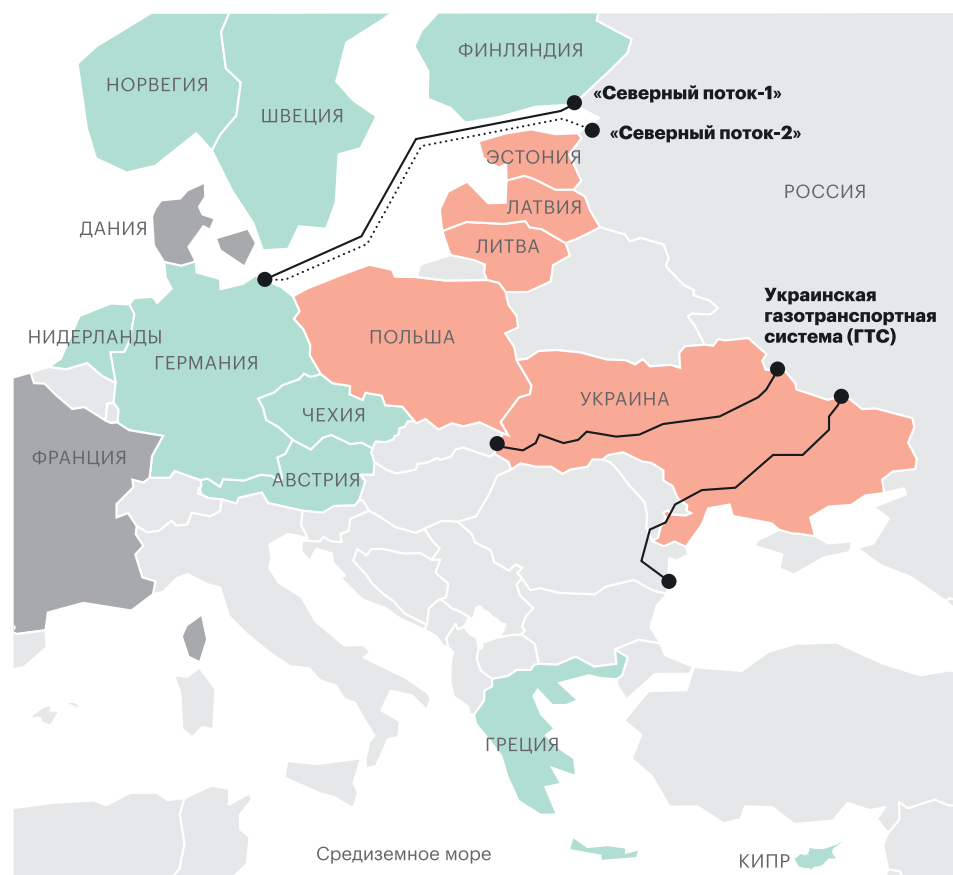 ФИНЛЯНДИЯ
НОРВЕГИЯ
«Северный поток-1»
ШВЕЦИЯ
«Северный поток-2»
ЭСТОНИЯ
РОССИЯ
ЛАТВИЯ
ДАНИЯ
ЛИТВА
Украинская
газотранспортная
система (ГТС)
НИДЕРЛАНДЫ
ПОЛЬША
ГЕРМАНИЯ
УКРАИНА
ЧЕХИЯ
ФРАНЦИЯ
АВСТРИЯ
ГРЕЦИЯ
Средиземное море
КИПР